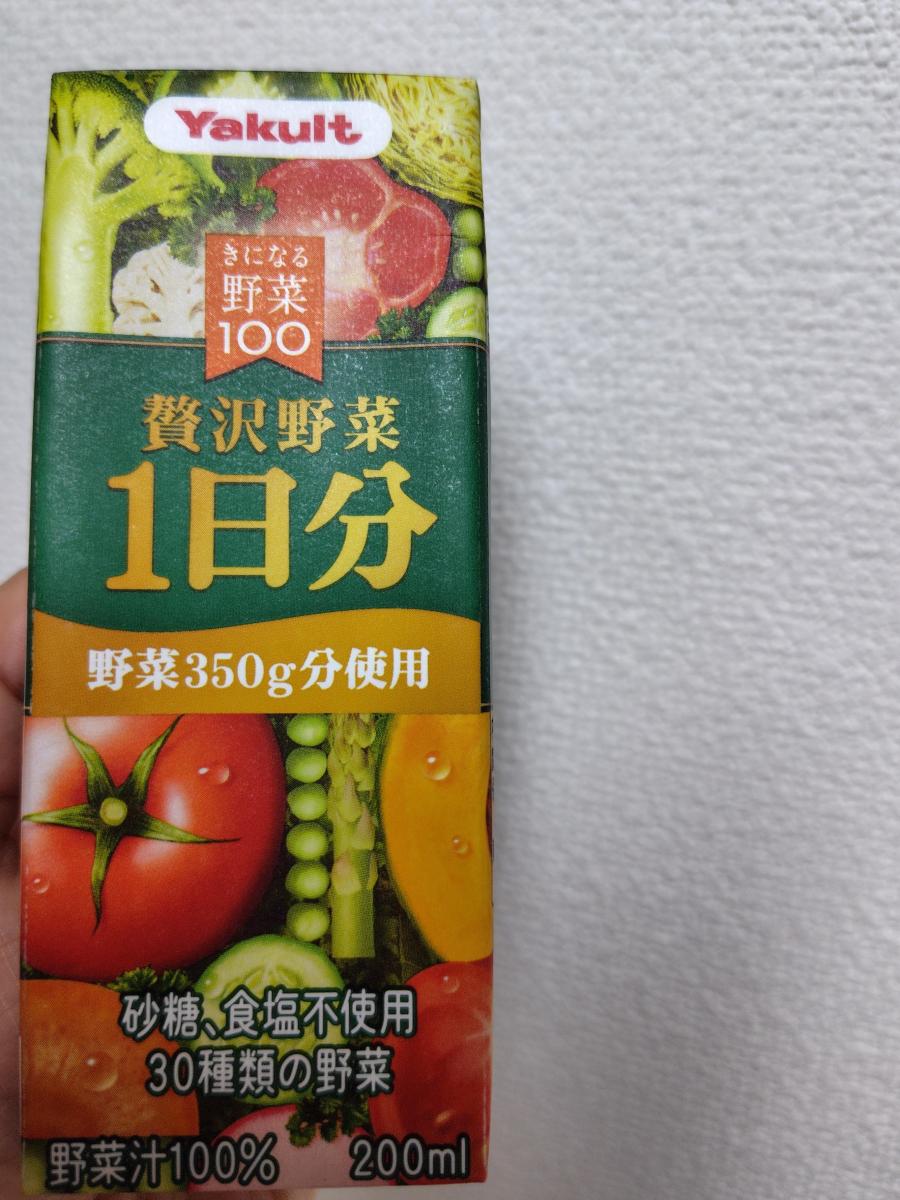 Yakult
きになる
野菜
100
贅沢野菜
1日分
野菜350g分使用
砂糖、食塩不使用
30種類の野菜
野菜汁100% 200ml